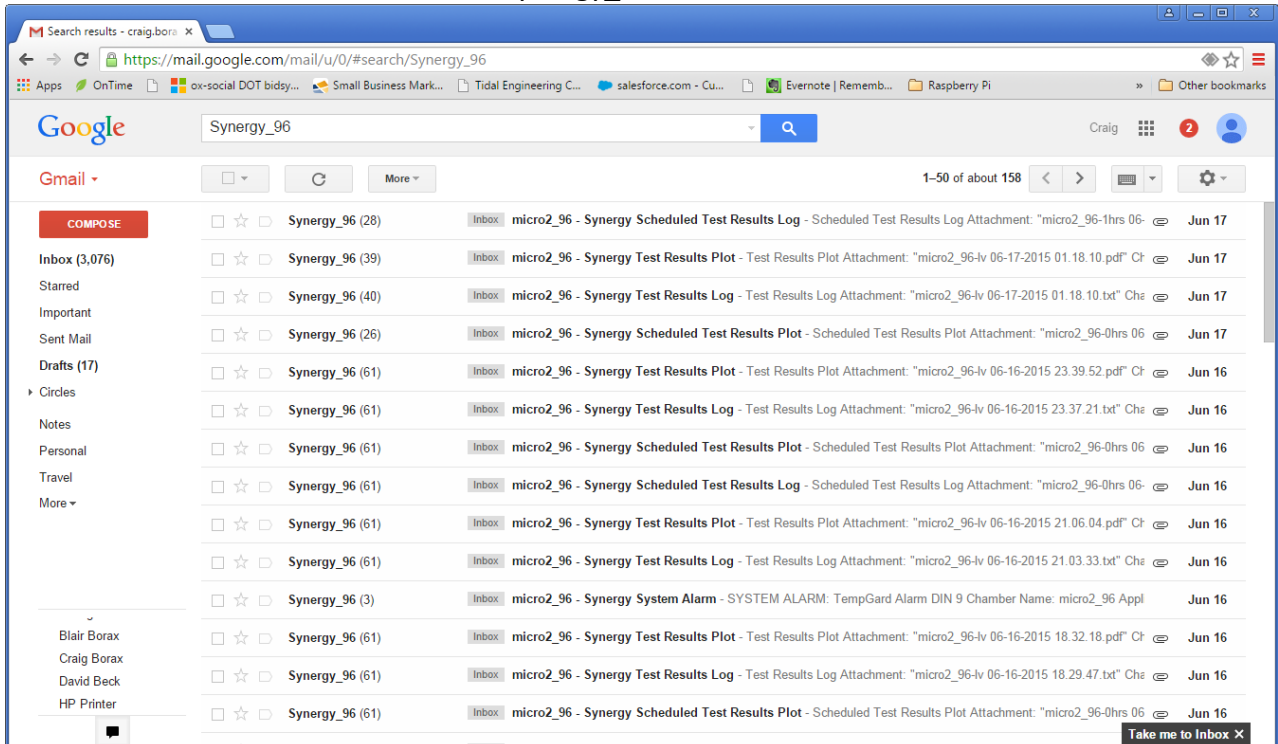 Search results - craig.bora
https://mail.google.com/mail/u/0/#search/Synergy_96
Apps OnTime ox-social DOT bidsy... Small Business Mark... Tidal Engineering C... salesforce.com - Cu... Evernote | Rememb... Raspberry Pi » Other bookmarks
Google Synergy_96 Craig 2
Gmail More 1–50 of about 158
COMPOSE
Inbox (3,076)
Starred
Important
Sent Mail
Drafts (17)
Circles
Notes
Personal
Travel
More
Blair Borax
Craig Borax
David Beck
HP Printer
Synergy_96 (28) Inbox micro2_96 - Synergy Scheduled Test Results Log - Scheduled Test Results Log Attachment: "micro2_96-1hrs 06- Jun 17
Synergy_96 (39) Inbox micro2_96 - Synergy Test Results Plot - Test Results Plot Attachment: "micro2_96-lv 06-17-2015 01.18.10.pdf" Jun 17
Synergy_96 (40) Inbox micro2_96 - Synergy Test Results Log - Test Results Log Attachment: "micro2_96-lv 06-17-2015 01.18.10.txt" Jun 17
Synergy_96 (26) Inbox micro2_96 - Synergy Scheduled Test Results Plot - Scheduled Test Results Plot Attachment: "micro2_96-0hrs 06 Jun 17
Synergy_96 (61) Inbox micro2_96 - Synergy Test Results Plot - Test Results Plot Attachment: "micro2_96-lv 06-16-2015 23.39.52.pdf" Jun 16
Synergy_96 (61) Inbox micro2_96 - Synergy Test Results Log - Test Results Log Attachment: "micro2_96-lv 06-16-2015 23.37.21.txt" Jun 16
Synergy_96 (61) Inbox micro2_96 - Synergy Scheduled Test Results Plot - Scheduled Test Results Plot Attachment: "micro2_96-0hrs 06 Jun 16
Synergy_96 (61) Inbox micro2_96 - Synergy Scheduled Test Results Log - Scheduled Test Results Log Attachment: "micro2_96-0hrs 06- Jun 16
Synergy_96 (61) Inbox micro2_96 - Synergy Test Results Plot - Test Results Plot Attachment: "micro2_96-lv 06-16-2015 21.06.04.pdf" Jun 16
Synergy_96 (61) Inbox micro2_96 - Synergy Test Results Log - Test Results Log Attachment: "micro2_96-lv 06-16-2015 21.03.33.txt" Jun 16
Synergy_96 (3) Inbox micro2_96 - Synergy System Alarm - SYSTEM ALARM: TempGard Alarm DIN 9 Chamber Name: micro2_96 Appl Jun 16
Synergy_96 (61) Inbox micro2_96 - Synergy Test Results Plot - Test Results Plot Attachment: "micro2_96-lv 06-16-2015 18.32.18.pdf" Jun 16
Synergy_96 (61) Inbox micro2_96 - Synergy Test Results Log - Test Results Log Attachment: "micro2_96-lv 06-16-2015 18.29.47.txt" Jun 16
Synergy_96 (61) Inbox micro2_96 - Synergy Scheduled Test Results Plot - Scheduled Test Results Plot Attachment: "micro2_96-0hrs 06 Jun 16
Take me to Inbox X